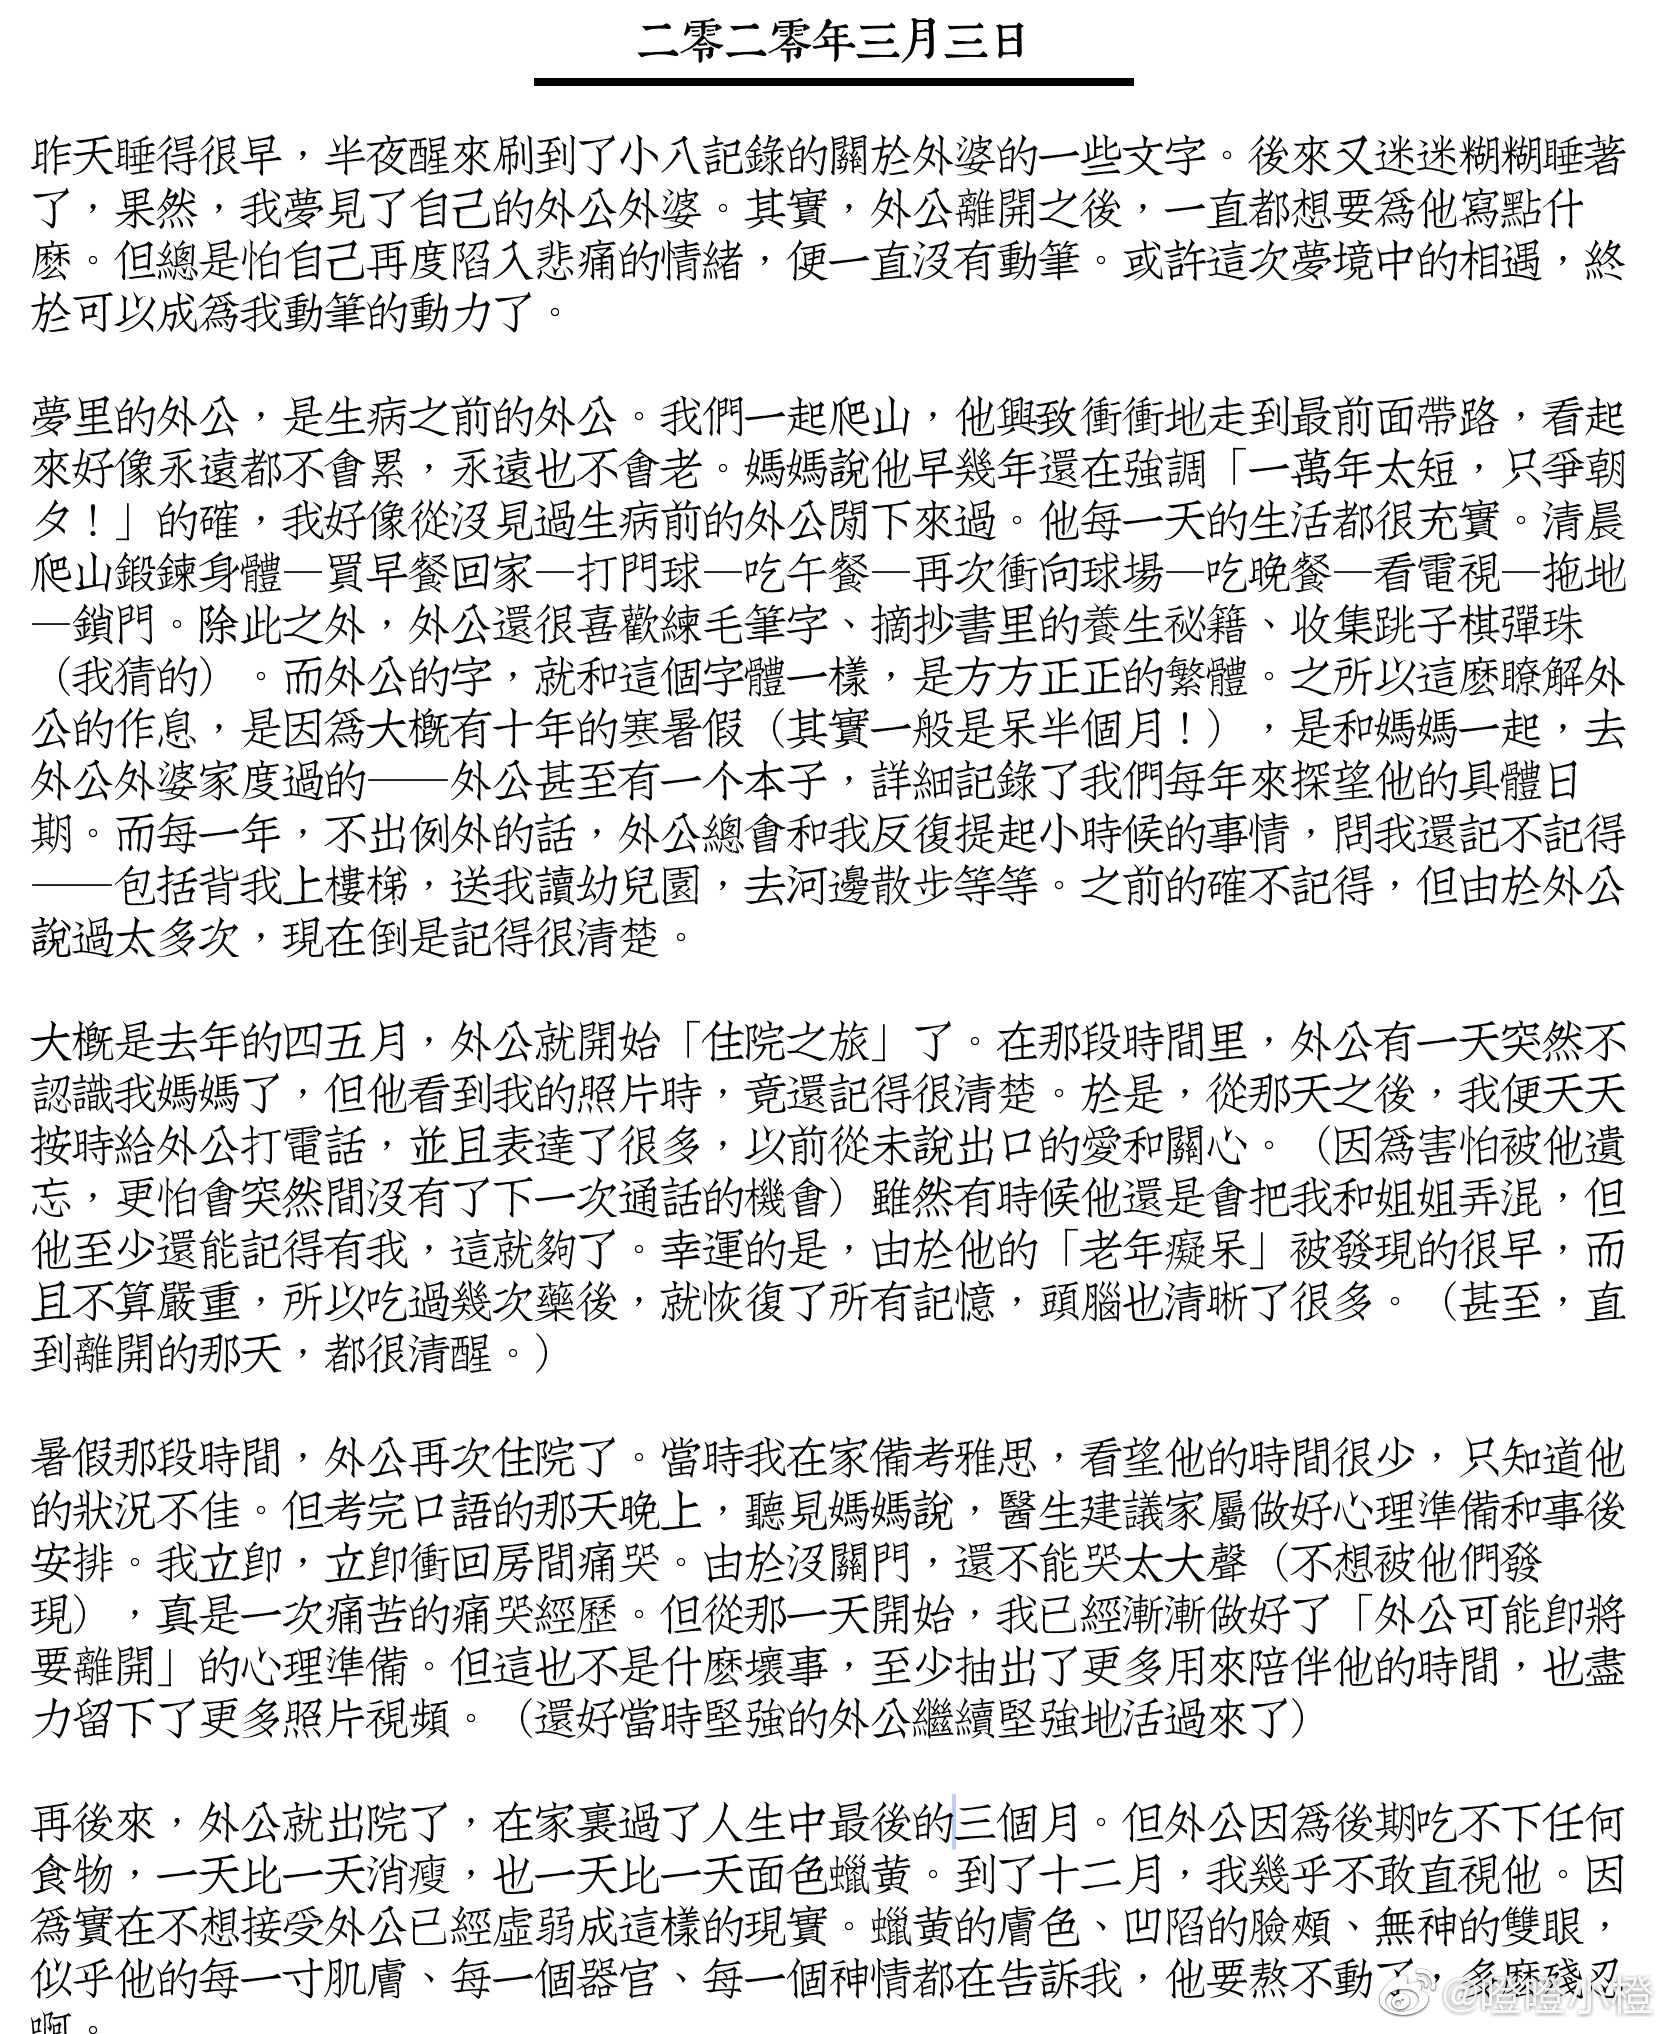 二零二零年三月三日
昨天睡得很早，半夜醒來刷到了小八記錄的關於外婆的一些文字。後來又迷迷糊糊睡著
了，果然，我夢見了自己的外公外婆。其實，外公離開之後，一直都想要爲他寫點什
麽。但總是怕自己再度陷入悲痛的情緒，便一直沒有動筆。或許這次夢境中的相遇，終
於可以成爲我動筆的動力了。
夢里的外公，是生病之前的外公。我們一起爬山，他興致衝衝地走到最前面帶路，看起
來好像永遠都不會累，永遠也不會老。媽媽說他早幾年還在強調「一萬年太短，只爭朝
夕！」的確，我好像從沒見過生病前的外公閒下來過。他每一天的生活都很充實。清晨
爬山鍛鍊身體—買早餐回家—打門球—吃午餐—再次衝向球場—吃晚餐—看電視—拖地
—鎖門。除此之外，外公還很喜歡練毛筆字、摘抄書里的養生祕籍、收集跳子棋彈珠
（我猜的）。而外公的字，就和這個字體一樣，是方方正正的繁體。之所以這麽瞭解外
公的作息，是因爲大概有十年的寒暑假（其實一般是呆半個月！），是和媽媽一起，去
外公外婆家度過的——外公甚至有一个本子，詳細記錄了我們每年來探望他的具體日
期。而每一年，不出例外的話，外公總會和我反復提起小時候的事情，問我還記不記得
——包括背我上樓梯，送我讀幼兒園，去河邊散步等等。之前的確不記得，但由於外公
說過太多次，現在倒是記得很清楚。
大概是去年的四五月，外公就開始「住院之旅」了。在那段時間里，外公有一天突然不
認識我媽媽了，但他看到我的照片時，竟還記得很清楚。於是，從那天之後，我便天天
按時給外公打電話，並且表達了很多，以前從未說出口的愛和關心。（因爲害怕被他遺
忘，更怕會突然間沒有了下一次通話的機會）雖然有時候他還是會把我和姐姐弄混，但
他至少還能記得有我，這就夠了。幸運的是，由於他的「老年癡呆」被發現的很早，而
且不算嚴重，所以吃過幾次藥後，就恢復了所有記憶，頭腦也清晰了很多。（甚至，直
到離開的那天，都很清醒。）
暑假那段時間，外公再次住院了。當時我在家備考雅思，看望他的時間很少，只知道他
的狀況不佳。但考完口語的那天晚上，聽見媽媽說，醫生建議家屬做好心理準備和事後
安排。我立卽，立卽衝回房間痛哭。由於沒關門，還不能哭太大聲（不想被他們發
現），真是一次痛苦的痛哭經歷。但從那一天開始，我已經漸漸做好了「外公可能卽將
要離開」的心理準備。但這也不是什麽壞事，至少抽出了更多用來陪伴他的時間，也盡
力留下了更多照片視頻。（還好當時堅強的外公繼續堅強地活過來了）
再後來，外公就出院了，在家裏過了人生中最後的三個月。但外公因爲後期吃不下任何
食物，一天比一天消瘦，也一天比一天面色蠟黃。到了十二月，我幾乎不敢直視他。因
爲實在不想接受外公已經虛弱成這樣的現實。蠟黃的膚色、凹陷的臉頰、無神的雙眼，
似乎他的每一寸肌膚、每一個器官、每一個神情都在告訴我，他要熬不動了，多麽殘忍
啊。
@噔噔小橙